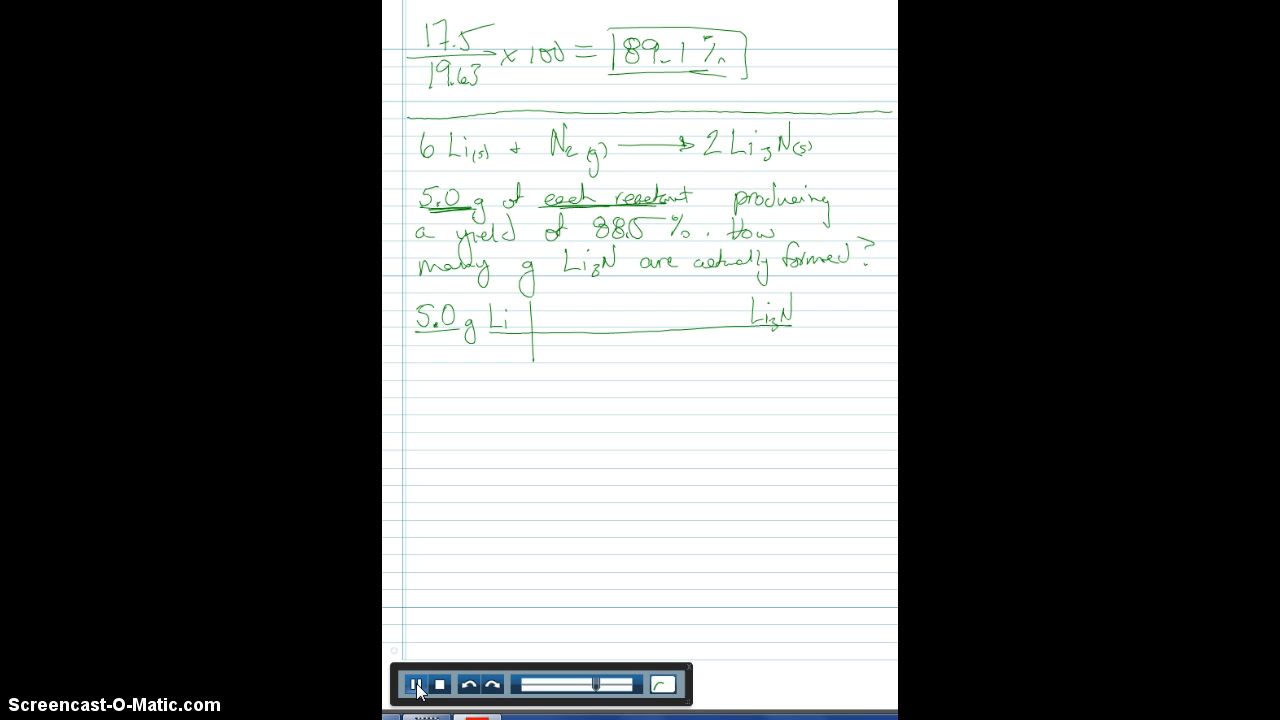 17.5
19.63 × 100 = 89.1 %
6 Li(s) + N₂ (g) → 2 Li₃N(s)
5.0 g of each reactant producing
a yield of 88.5 %. How
many g Li₃N are actually formed?
5.0 g Li Li₃N
Screencast-O-Matic.com